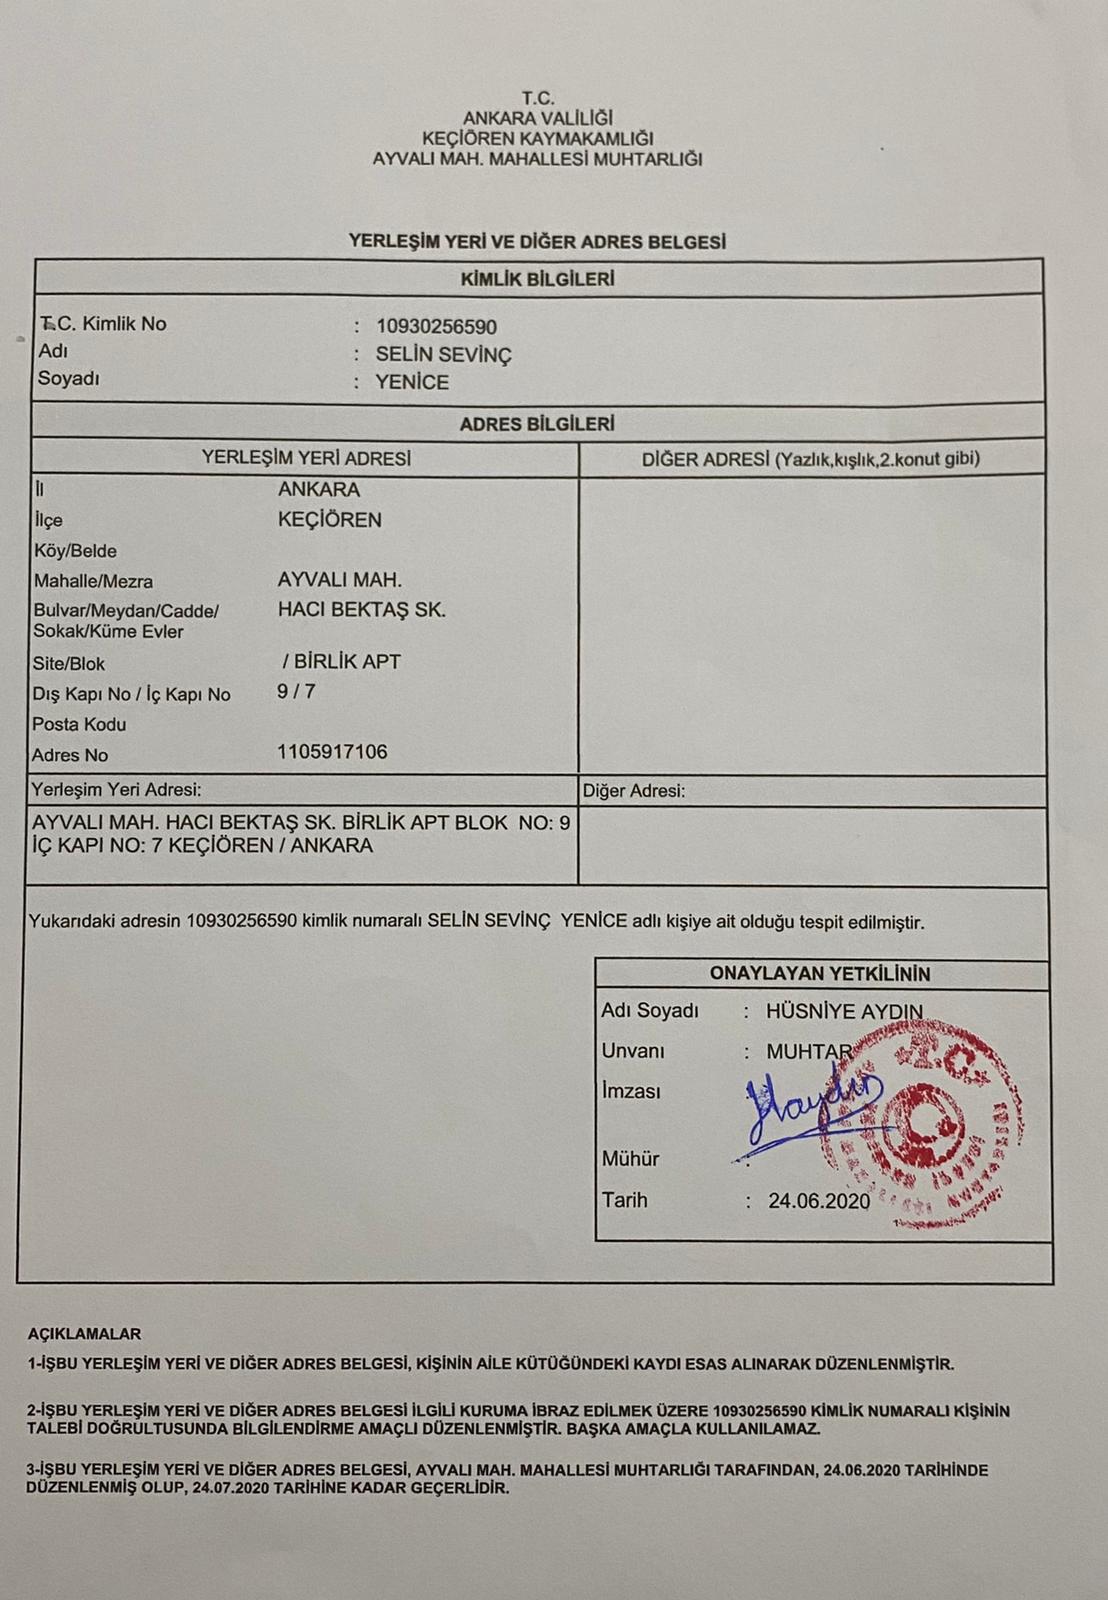 T.C.
ANKARA VALİLİĞİ
KEÇİÖREN KAYMAKAMLIĞI
AYVALI MAH. MAHALLESİ MUHTARLIĞI
YERLEŞİM YERİ VE DİĞER ADRES BELGESİ
KİMLİK BİLGİLERİ
T.C. Kimlik No : 10930256590
Adı : SELİN SEVİNÇ
Soyadı : YENİCE
ADRES BİLGİLERİ
YERLEŞİM YERİ ADRESİ DİĞER ADRESİ (Yazlık,kışlık,2.konut gibi)
İl ANKARA
İlçe KEÇİÖREN
Köy/Belde
Mahalle/Mezra AYVALI MAH.
Bulvar/Meydan/Cadde/ HACI BEKTAŞ SK.
Sokak/Küme Evler
Site/Blok / BİRLİK APT
Dış Kapı No / İç Kapı No 9 / 7
Posta Kodu
Adres No 1105917106
Yerleşim Yeri Adresi: Diğer Adresi:
AYVALI MAH. HACI BEKTAŞ SK. BİRLİK APT BLOK NO: 9
İÇ KAPI NO: 7 KEÇİÖREN / ANKARA
Yukarıdaki adresin 10930256590 kimlik numaralı SELİN SEVİNÇ YENİCE adlı kişiye ait olduğu tespit edilmiştir.
ONAYLAYAN YETKİLİNİN
Adı Soyadı : HÜSNİYE AYDIN
Unvanı : MUHTAR
T.C.
İmzası Haydın
Mühür :
Tarih : 24.06.2020
AÇIKLAMALAR
1-İŞBU YERLEŞİM YERİ VE DİĞER ADRES BELGESİ, KİŞİNİN AİLE KÜTÜĞÜNDEKİ KAYDI ESAS ALINARAK DÜZENLENMİŞTİR.
2-İŞBU YERLEŞİM YERİ VE DİĞER ADRES BELGESİ İLGİLİ KURUMA İBRAZ EDİLMEK ÜZERE 10930256590 KİMLİK NUMARALI KİŞİNİN
TALEBİ DOĞRULTUSUNDA BİLGİLENDİRME AMAÇLI DÜZENLENMİŞTİR. BAŞKA AMAÇLA KULLANILAMAZ.
3-İŞBU YERLEŞİM YERİ VE DİĞER ADRES BELGESİ, AYVALI MAH. MAHALLESİ MUHTARLIĞI TARAFINDAN, 24.06.2020 TARİHİNDE
DÜZENLENMİŞ OLUP, 24.07.2020 TARİHİNE KADAR GEÇERLİDİR.